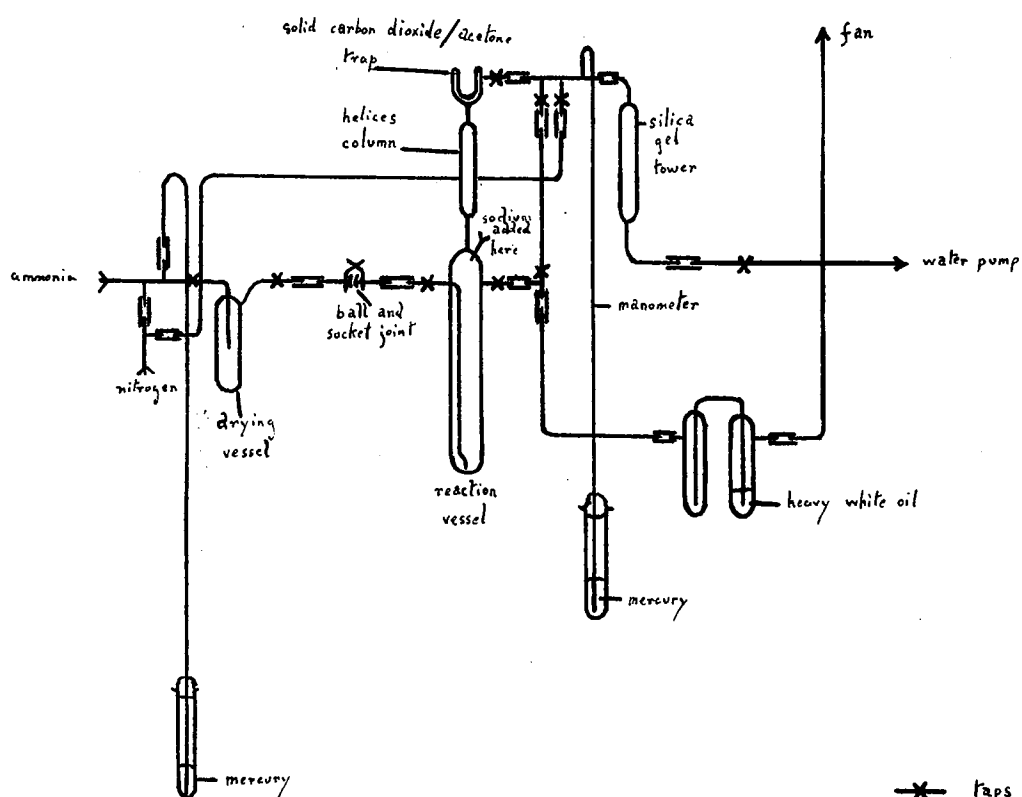 solid carbon dioxide/acetone
trap
fan
helices
column
silica
gel
tower
sodium
added
here
ammonia
water pump
ball and
socket joint
manometer
nitrogen
drying
vessel
reaction
vessel
heavy white oil
mercury
mercury
taps